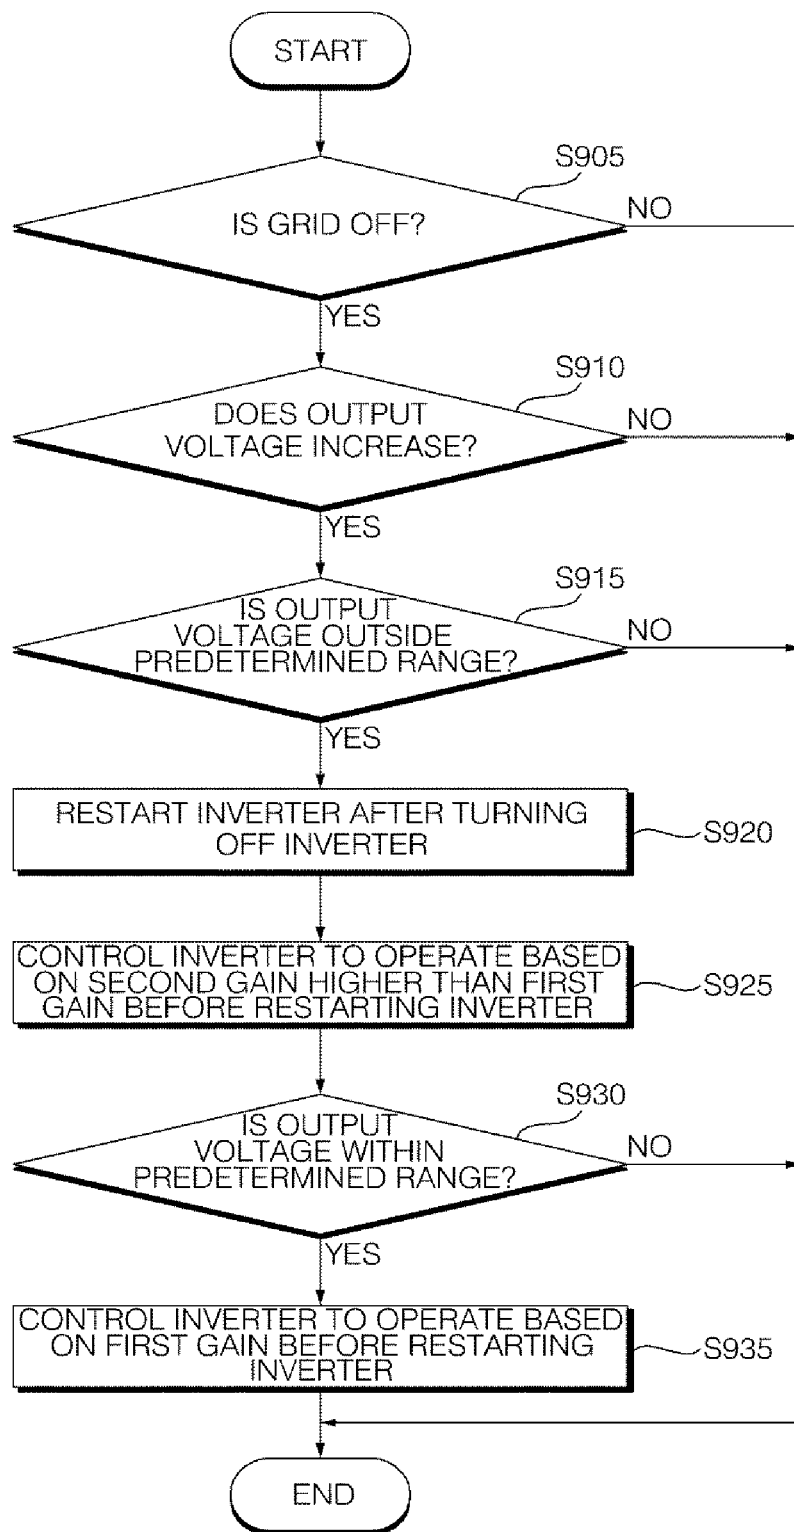 START
S905
IS GRID OFF?
NO
YES
S910
DOES OUTPUT
VOLTAGE INCREASE?
NO
YES
S915
IS OUTPUT
VOLTAGE OUTSIDE
PREDETERMINED RANGE?
NO
YES
RESTART INVERTER AFTER TURNING
OFF INVERTER
S920
CONTROL INVERTER TO OPERATE BASED
ON SECOND GAIN HIGHER THAN FIRST
GAIN BEFORE RESTARTING INVERTER
S925
S930
IS OUTPUT
VOLTAGE WITHIN
PREDETERMINED RANGE?
NO
YES
CONTROL INVERTER TO OPERATE BASED
ON FIRST GAIN BEFORE RESTARTING
INVERTER
S935
END